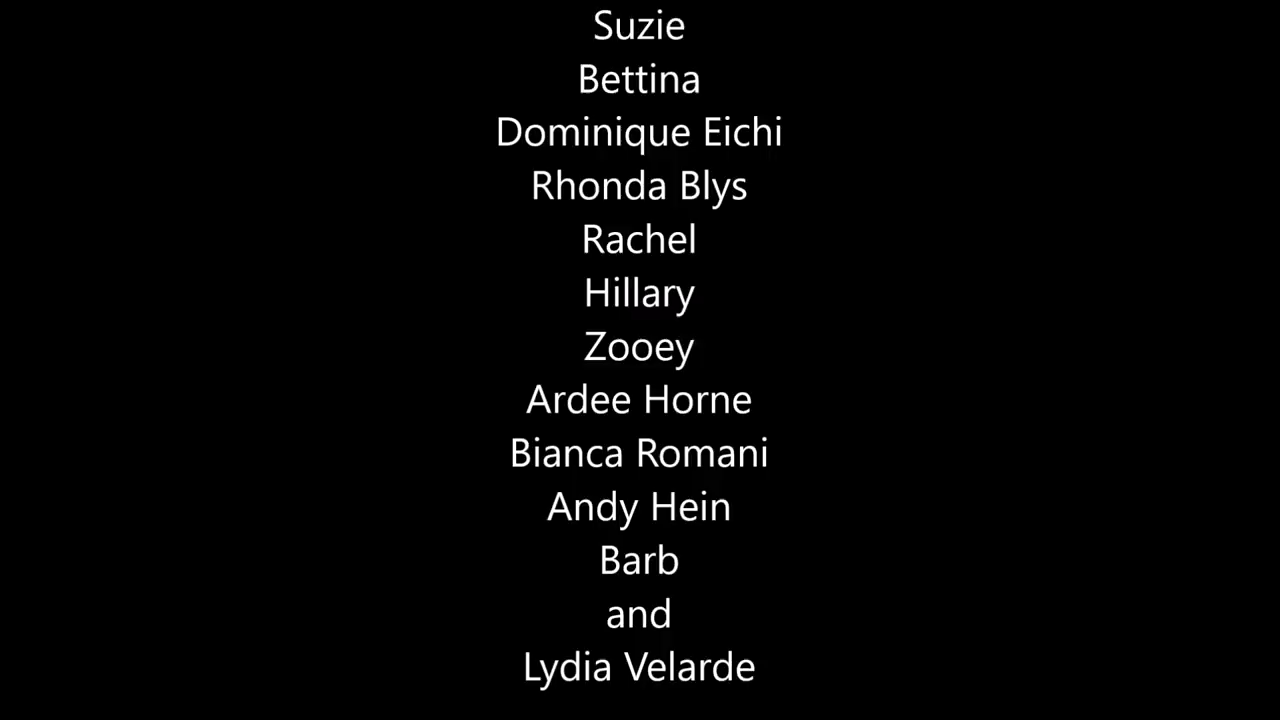 Suzie
Bettina
Dominique Eichi
Rhonda Blys
Rachel
Hillary
Zooey
Ardee Horne
Bianca Romani
Andy Hein
Barb
and
Lydia Velarde